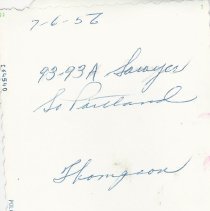 7-6-56
93-93A Sawyer
So Portland
Thompson